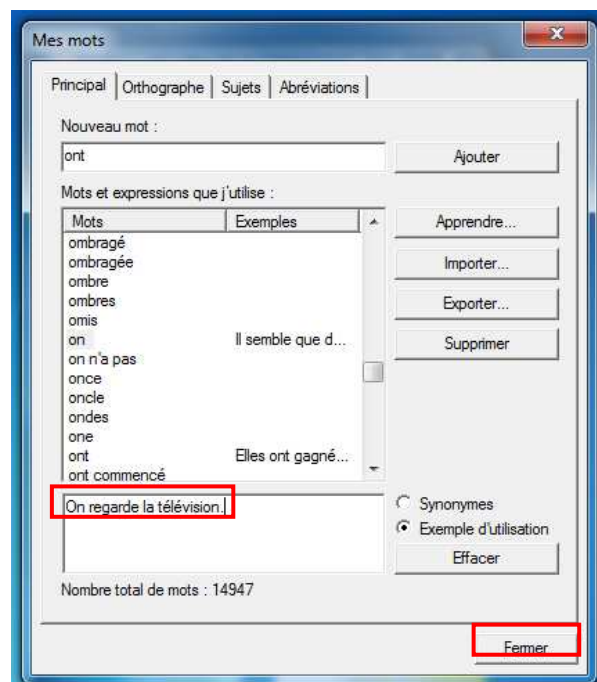 Mes mots
Principal Orthographe Sujets Abréviations
Nouveau mot :
ont Ajouter
Mots et expressions que j'utilise :
Mots Exemples Apprendre...
ombragé
ombragée Importer...
ombre
ombres Exporter...
omis
on Il semble que d... Supprimer
on n'a pas
once
oncle
ondes
one
ont Elles ont gagné...
ont commencé
On regarde la télévision. Synonymes
Exemple d'utilisation
Effacer
Nombre total de mots : 14947
Fermer